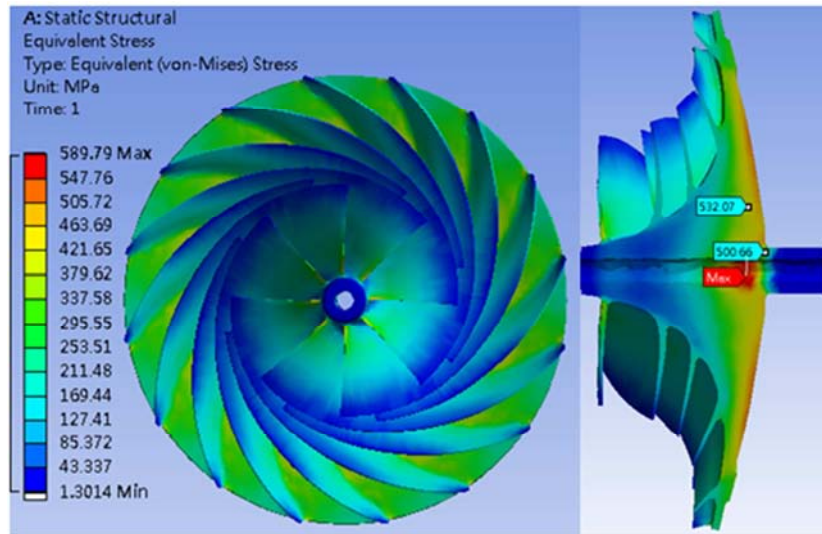 A: Static Structural
Equivalent Stress
Type: Equivalent (von-Mises) Stress
Unit: MPa
Time: 1
589.79 Max
547.76
505.72
463.69
421.65
379.62
337.58
295.55
253.51
211.48
169.44
127.41
85.372
43.337
1.3014 Min
532.07
500.66
Max